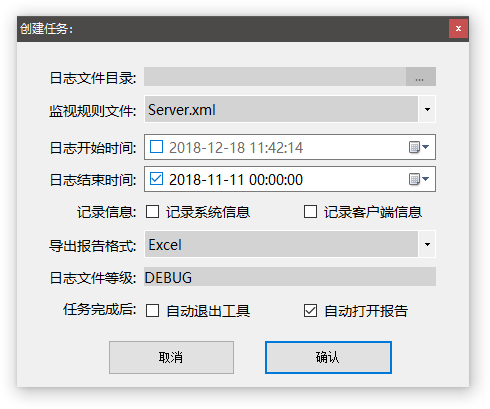 创建任务:
日志文件目录: ...
监视规则文件: Server.xml
日志开始时间: 2018-12-18 11:42:14
日志结束时间: 2018-11-11 00:00:00
记录信息: 记录系统信息 记录客户端信息
导出报告格式: Excel
日志文件等级: DEBUG
任务完成后: 自动退出工具 自动打开报告
取消 确认